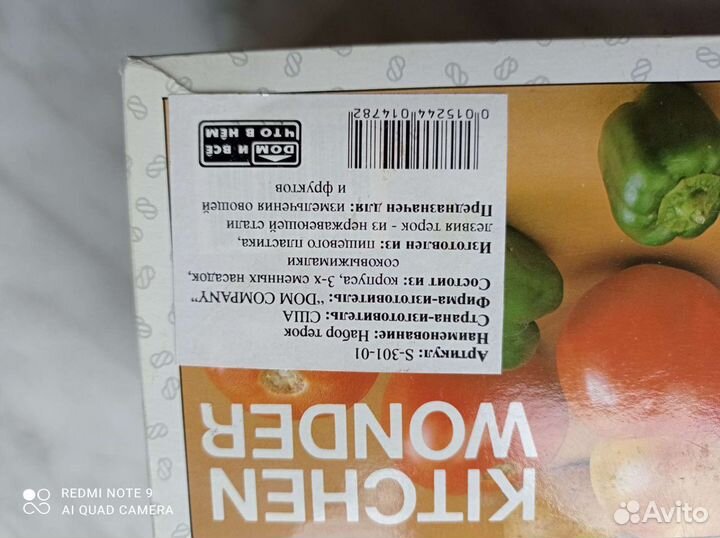 KITCHEN
WONDER
Артикул: S-301-01
Наименование: Набор терок
Страна-изготовитель: США
Фирма-изготовитель: "DOM COMPANY"
Состоит из: корпуса, 3-х сменных насадок,
соковыжималки
Изготовлен из: пищевого пластика,
лезвия терок - из нержавеющей стали
Предназначен для: измельчения овощей
и фруктов
ДОМ И ВСЁ
ЧТО В НЁМ
0 015244 014782
REDMI NOTE 9
AI QUAD CAMERA
Avito